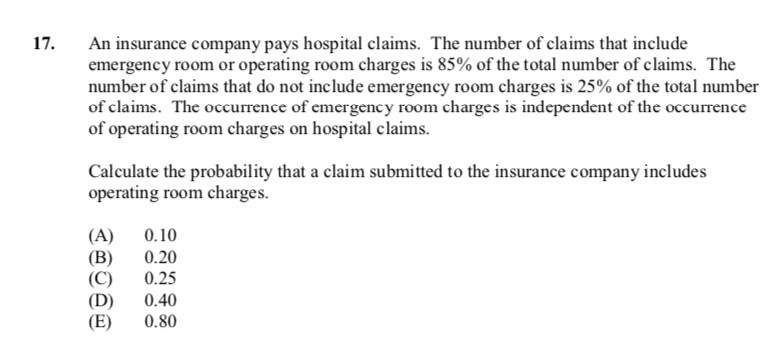 17. An insurance company pays hospital claims. The number of claims that include
emergency room or operating room charges is 85% of the total number of claims. The
number of claims that do not include emergency room charges is 25% of the total number
of claims. The occurrence of emergency room charges is independent of the occurrence
of operating room charges on hospital claims.
Calculate the probability that a claim submitted to the insurance company includes
operating room charges.
(A) 0.10
(B) 0.20
(C) 0.25
(D) 0.40
(E) 0.80